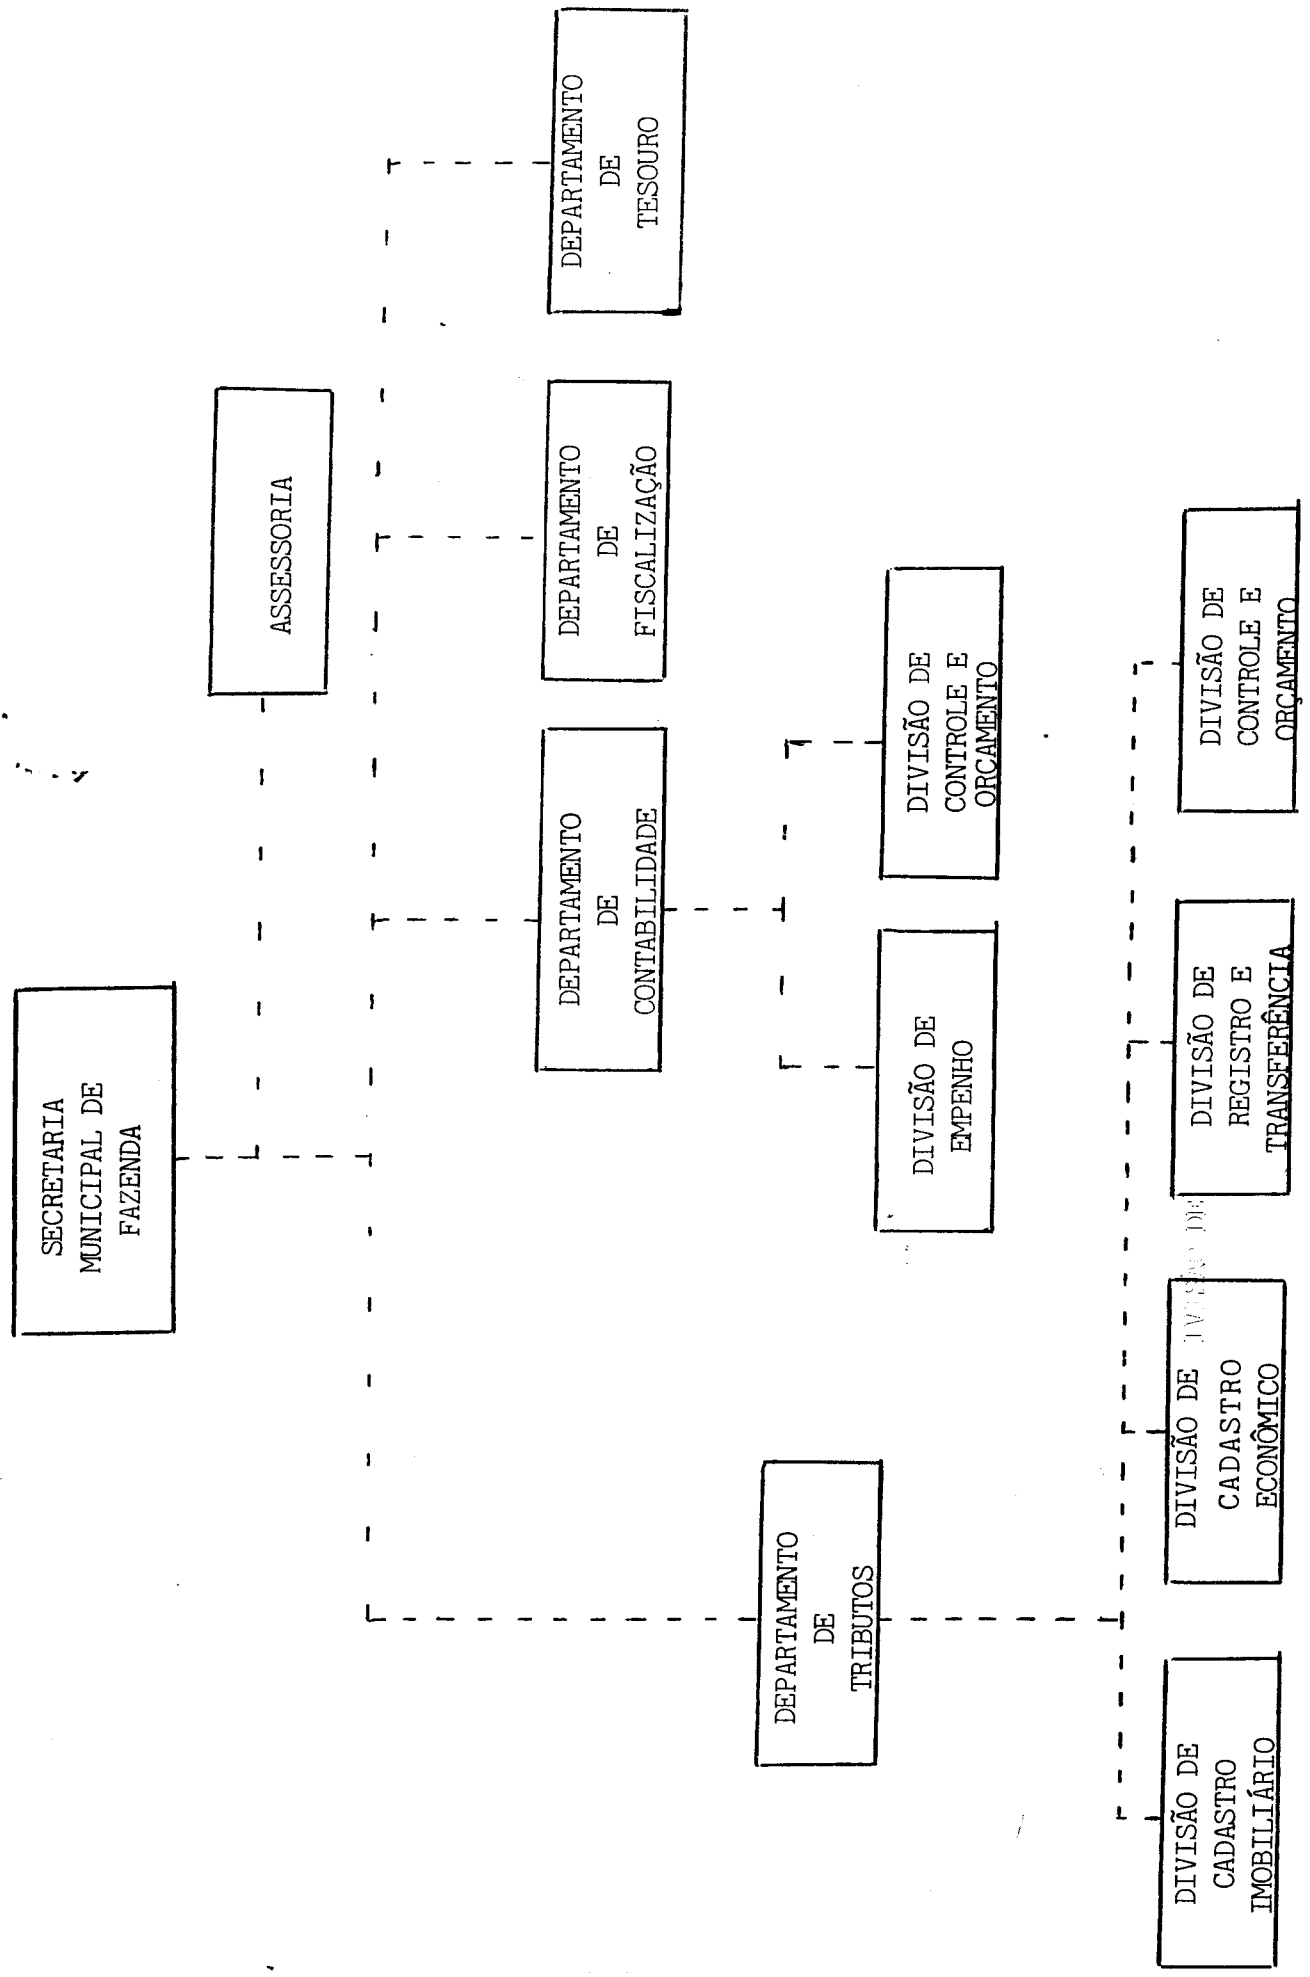 SECRETARIA
MUNICIPAL DE
FAZENDA
ASSESSORIA
DEPARTAMENTO
DE
TRIBUTOS
DEPARTAMENTO
DE
CONTABILIDADE
DEPARTAMENTO
DE
FISCALIZAÇÃO
DEPARTAMENTO
DE
TESOURO
DIVISÃO DE
EMPENHO
DIVISÃO DE
CONTROLE E
ORCAMENTO
DIVISÃO DE
CADASTRO
IMOBILIÁRIO
DIVISÃO DE
CADASTRO
ECONÔMICO
DIVISÃO DE
REGISTRO E
TRANSFERÊNCIA
DIVISÃO DE
CONTROLE E
ORÇAMENTO